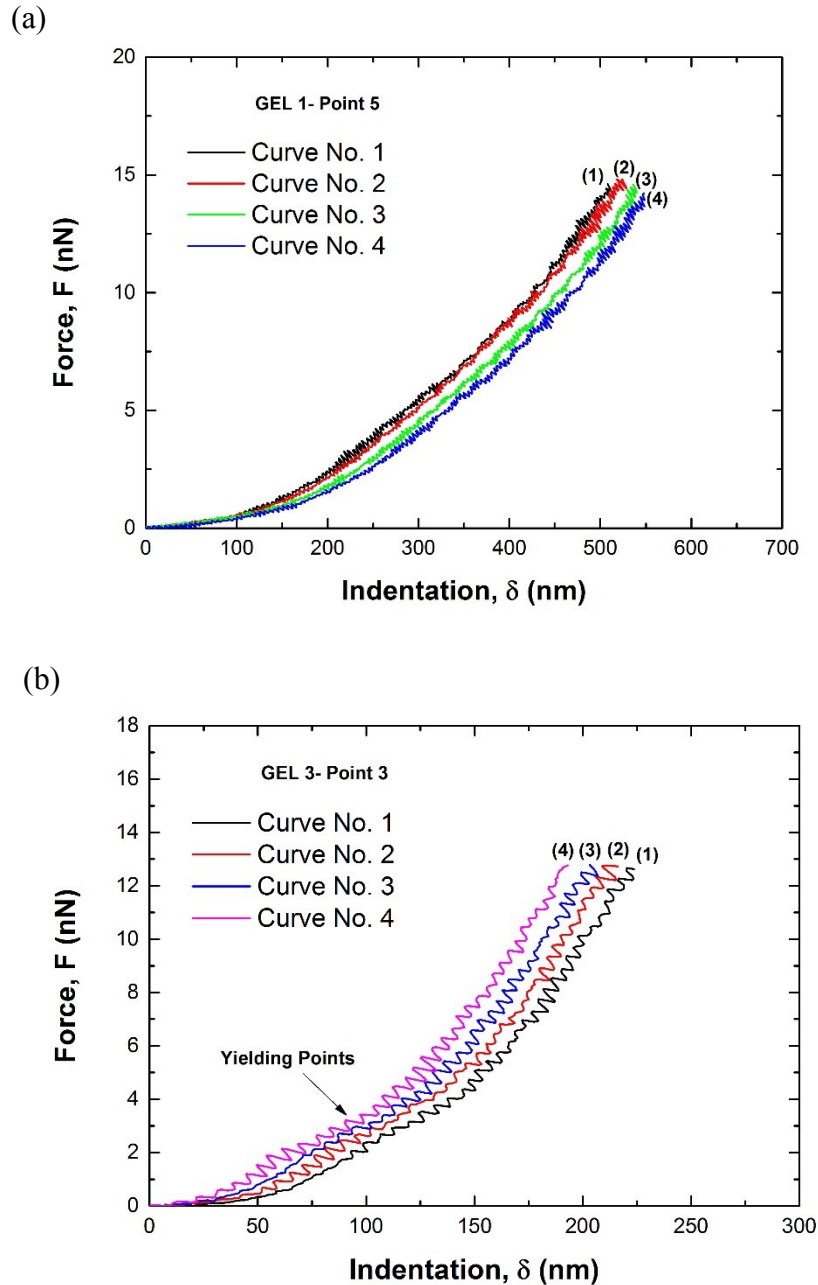 (a)
20
15
10
5
0
Force, F (nN)
GEL 1- Point 5
Curve No. 1
Curve No. 2
Curve No. 3
Curve No. 4
(1)
(2)
(3)
(4)
0 100 200 300 400 500 600 700
Indentation, δ (nm)
(b)
18
16
14
12
10
8
6
4
2
0
Force, F (nN)
GEL 3- Point 3
Curve No. 1
Curve No. 2
Curve No. 3
Curve No. 4
(4) (3) (2) (1)
Yielding Points
0 50 100 150 200 250 300
Indentation, δ (nm)